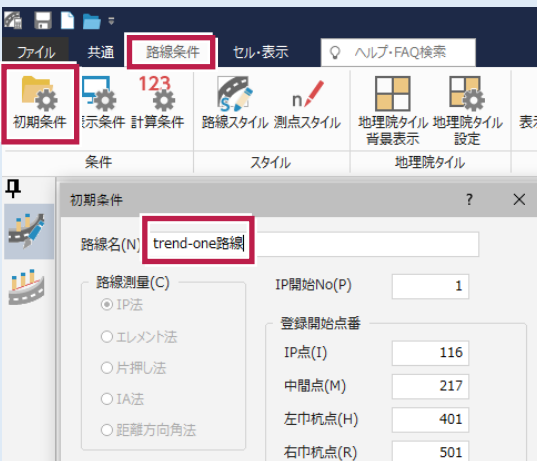 ファイル 共通 路線条件 セル・表示 ヘルプ・FAQ検索
123 S n
初期条件 示条件 計算条件 路線スタイル 測点スタイル 地理院タイル 地理院タイル 表
背景表示 設定
条件 スタイル 地理院タイル
初期条件 ? ×
路線名(N) trend-one路線
路線測量(C) IP開始No(P) 1
IP法 登録開始点番
エレメント法 IP点(I) 116
片押し法 中間点(M) 217
IA法 左巾杭点(H) 401
距離方向角法 右巾杭点(R) 501